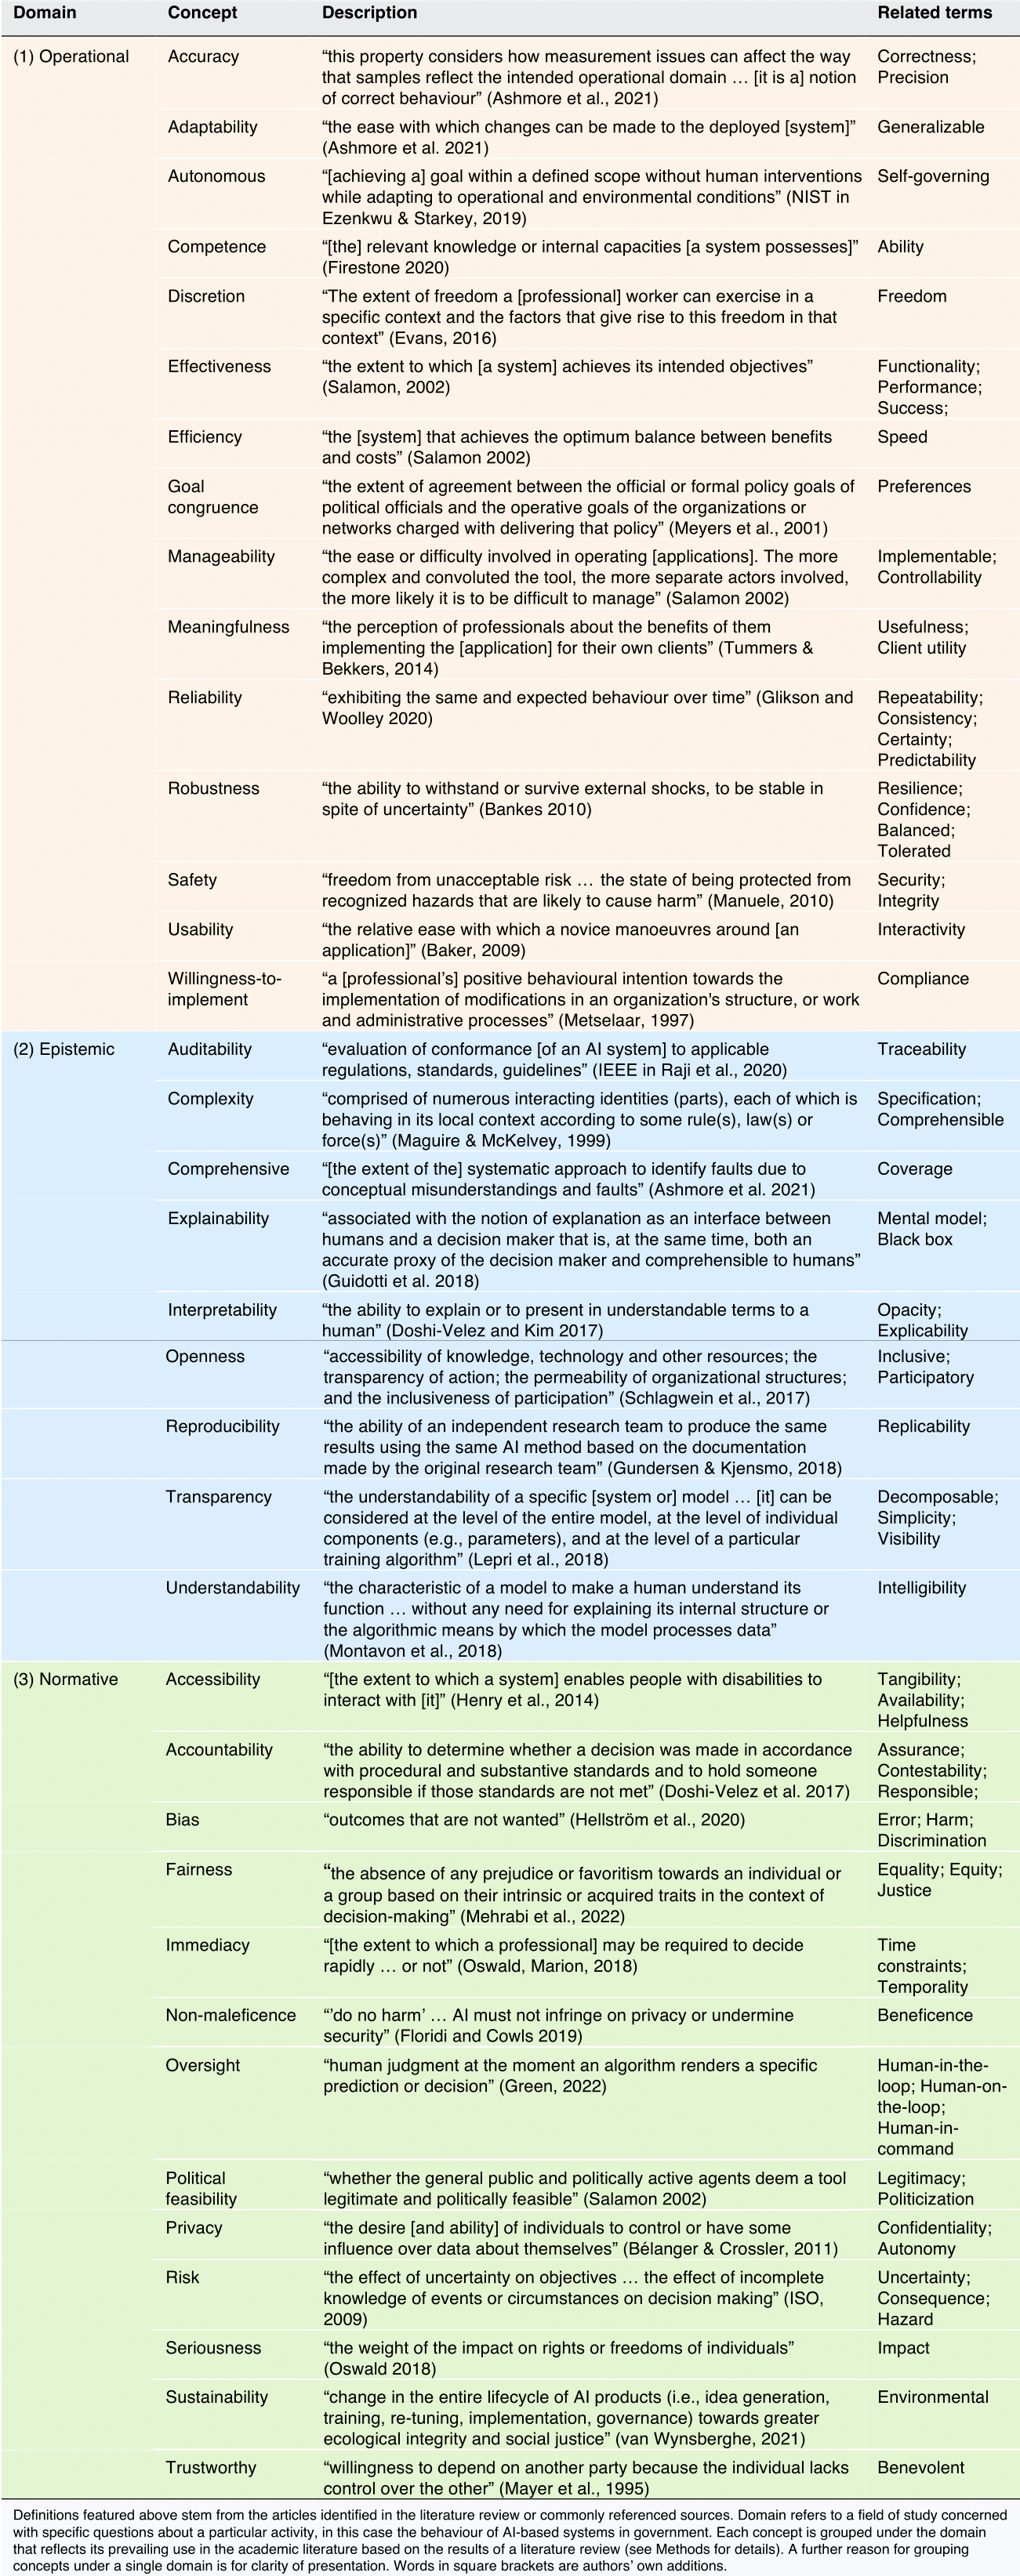 Domain Concept Description Related terms
(1) Operational Accuracy “this property considers how measurement issues can affect the way Correctness;
that samples reflect the intended operational domain … [it is a] notion Precision
of correct behaviour” (Ashmore et al., 2021)
Adaptability “the ease with which changes can be made to the deployed [system]” Generalizable
(Ashmore et al. 2021)
Autonomous “[achieving a] goal within a defined scope without human interventions Self-governing
while adapting to operational and environmental conditions” (NIST in
Ezenkwu & Starkey, 2019)
Competence “[the] relevant knowledge or internal capacities [a system possesses]” Ability
(Firestone 2020)
Discretion “The extent of freedom a [professional] worker can exercise in a Freedom
specific context and the factors that give rise to this freedom in that
context” (Evans, 2016)
Effectiveness “the extent to which [a system] achieves its intended objectives” Functionality;
(Salamon, 2002) Performance;
Success;
Efficiency “the [system] that achieves the optimum balance between benefits Speed
and costs” (Salamon 2002)
Goal “the extent of agreement between the official or formal policy goals of Preferences
congruence political officials and the operative goals of the organizations or
networks charged with delivering that policy” (Meyers et al., 2001)
Manageability “the ease or difficulty involved in operating [applications]. The more Implementable;
complex and convoluted the tool, the more separate actors involved, Controllability
the more likely it is to be difficult to manage” (Salamon 2002)
Meaningfulness “the perception of professionals about the benefits of them Usefulness;
implementing the [application] for their own clients” (Tummers & Client utility
Bekkers, 2014)
Reliability “exhibiting the same and expected behaviour over time” (Glikson and Repeatability;
Woolley 2020) Consistency;
Certainty;
Predictability
Robustness “the ability to withstand or survive external shocks, to be stable in Resilience;
spite of uncertainty” (Bankes 2010) Confidence;
Balanced;
Tolerated
Safety “freedom from unacceptable risk … the state of being protected from Security;
recognized hazards that are likely to cause harm” (Manuele, 2010) Integrity
Usability “the relative ease with which a novice manoeuvres around [an Interactivity
application]” (Baker, 2009)
Willingness-to- “a [professional’s] positive behavioural intention towards the Compliance
implement implementation of modifications in an organization's structure, or work
and administrative processes” (Metselaar, 1997)
(2) Epistemic Auditability “evaluation of conformance [of an AI system] to applicable Traceability
regulations, standards, guidelines” (IEEE in Raji et al., 2020)
Complexity “comprised of numerous interacting identities (parts), each of which is Specification;
behaving in its local context according to some rule(s), law(s) or Comprehensible
force(s)” (Maguire & McKelvey, 1999)
Comprehensive “[the extent of the] systematic approach to identify faults due to Coverage
conceptual misunderstandings and faults” (Ashmore et al. 2021)
Explainability “associated with the notion of explanation as an interface between Mental model;
humans and a decision maker that is, at the same time, both an Black box
accurate proxy of the decision maker and comprehensible to humans”
(Guidotti et al. 2018)
Interpretability “the ability to explain or to present in understandable terms to a Opacity;
human” (Doshi-Velez and Kim 2017) Explicability
Openness “accessibility of knowledge, technology and other resources; the Inclusive;
transparency of action; the permeability of organizational structures; Participatory
and the inclusiveness of participation” (Schlagwein et al., 2017)
Reproducibility “the ability of an independent research team to produce the same Replicability
results using the same AI method based on the documentation
made by the original research team” (Gundersen & Kjensmo, 2018)
Transparency “the understandability of a specific [system or] model … [it] can be Decomposable;
considered at the level of the entire model, at the level of individual Simplicity;
components (e.g., parameters), and at the level of a particular Visibility
training algorithm” (Lepri et al., 2018)
Understandability “the characteristic of a model to make a human understand its Intelligibility
function … without any need for explaining its internal structure or
the algorithmic means by which the model processes data”
(Montavon et al., 2018)
(3) Normative Accessibility “[the extent to which a system] enables people with disabilities to Tangibility;
interact with [it]” (Henry et al., 2014) Availability;
Helpfulness
Accountability “the ability to determine whether a decision was made in accordance Assurance;
with procedural and substantive standards and to hold someone Contestability;
responsible if those standards are not met” (Doshi-Velez et al. 2017) Responsible;
Bias “outcomes that are not wanted” (Hellström et al., 2020) Error; Harm;
Discrimination
Fairness “the absence of any prejudice or favoritism towards an individual or Equality; Equity;
a group based on their intrinsic or acquired traits in the context of Justice
decision-making” (Mehrabi et al., 2022)
Immediacy “[the extent to which a professional] may be required to decide Time
rapidly … or not” (Oswald, Marion, 2018) constraints;
Temporality
Non-maleficence “’do no harm’ … AI must not infringe on privacy or undermine Beneficence
security” (Floridi and Cowls 2019)
Oversight “human judgment at the moment an algorithm renders a specific Human-in-the-
prediction or decision” (Green, 2022) loop; Human-on-
the-loop;
Human-in-
command
Political “whether the general public and politically active agents deem a tool Legitimacy;
feasibility legitimate and politically feasible” (Salamon 2002) Politicization
Privacy “the desire [and ability] of individuals to control or have some Confidentiality;
influence over data about themselves” (Bélanger & Crossler, 2011) Autonomy
Risk “the effect of uncertainty on objectives … the effect of incomplete Uncertainty;
knowledge of events or circumstances on decision making” (ISO, Consequence;
2009) Hazard
Seriousness “the weight of the impact on rights or freedoms of individuals” Impact
(Oswald 2018)
Sustainability “change in the entire lifecycle of AI products (i.e., idea generation, Environmental
training, re-tuning, implementation, governance) towards greater
ecological integrity and social justice” (van Wynsberghe, 2021)
Trustworthy “willingness to depend on another party because the individual lacks Benevolent
control over the other” (Mayer et al., 1995)
Definitions featured above stem from the articles identified in the literature review or commonly referenced sources. Domain refers to a field of study concerned
with specific questions about a particular activity, in this case the behaviour of AI-based systems in government. Each concept is grouped under the domain
that reflects its prevailing use in the academic literature based on the results of a literature review (see Methods for details). A further reason for grouping
concepts under a single domain is for clarity of presentation. Words in square brackets are authors’ own additions.